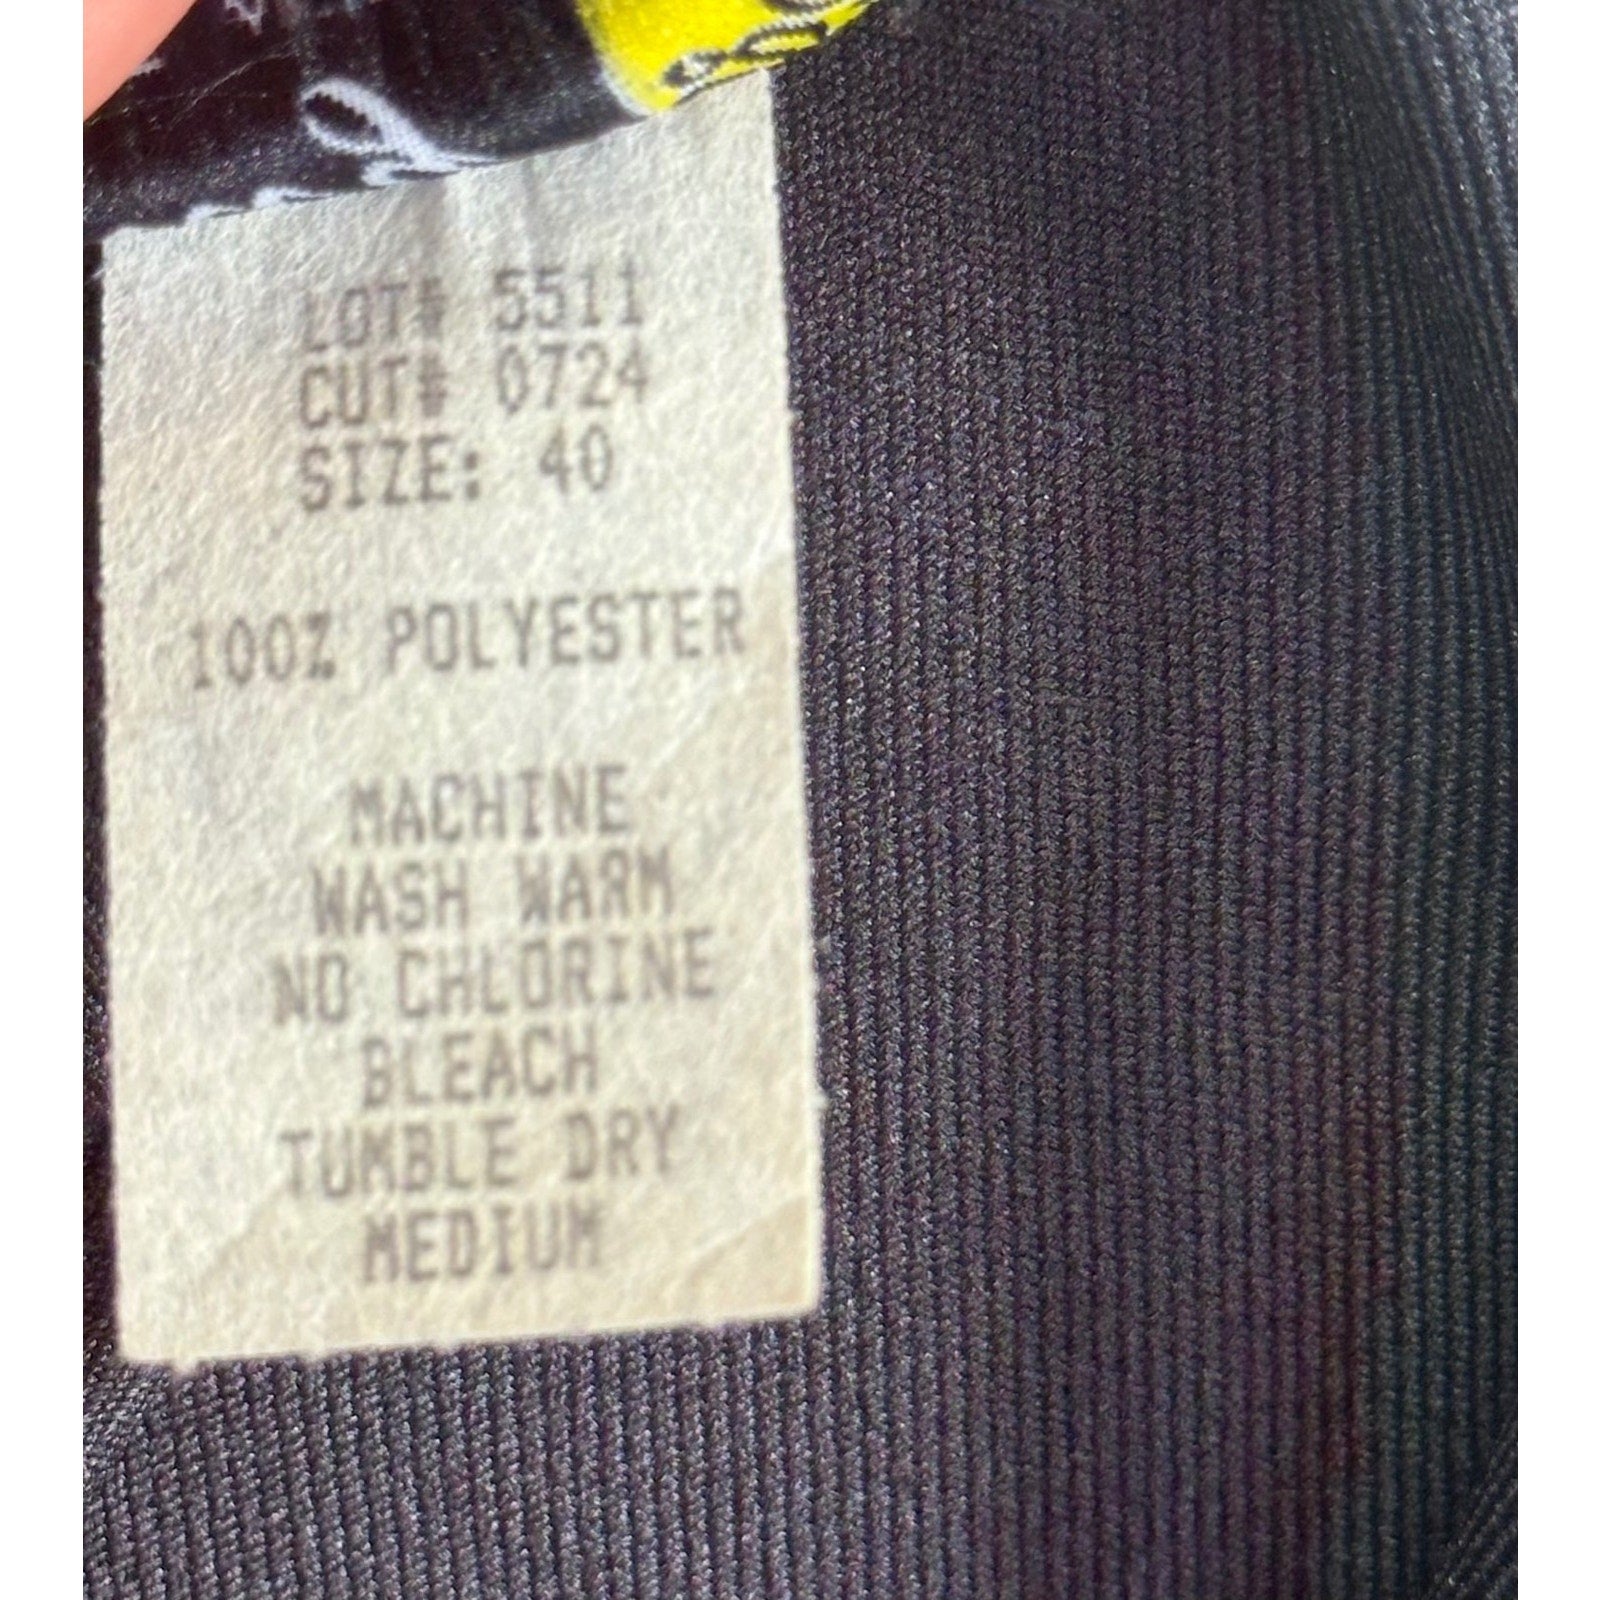 LOT# 5511
CUT# 0724
SIZE: 40
100% POLYESTER
MACHINE
WASH WARM
NO CHLORINE
BLEACH
TUMBLE DRY
MEDIUM